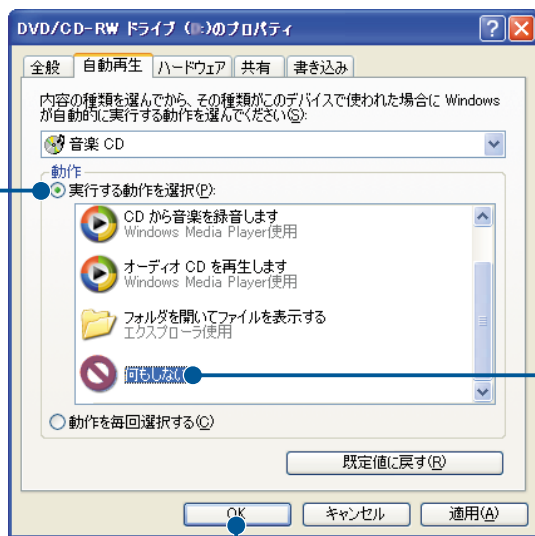 DVD/CD-RW ドライブ (D:)のプロパティ
全般 自動再生 ハードウェア 共有 書き込み
内容の種類を選んでから、その種類がこのデバイスで使われた場合に Windows
が自動的に実行する動作を選んでください(S):
音楽 CD
動作
実行する動作を選択(P):
CD から音楽を録音します
Windows Media Player使用
オーディオ CD を再生します
Windows Media Player使用
フォルダを開いてファイルを表示する
エクスプローラ使用
何もしない
動作を毎回選択する(C)
既定値に戻す(R)
OK キャンセル 適用(A)